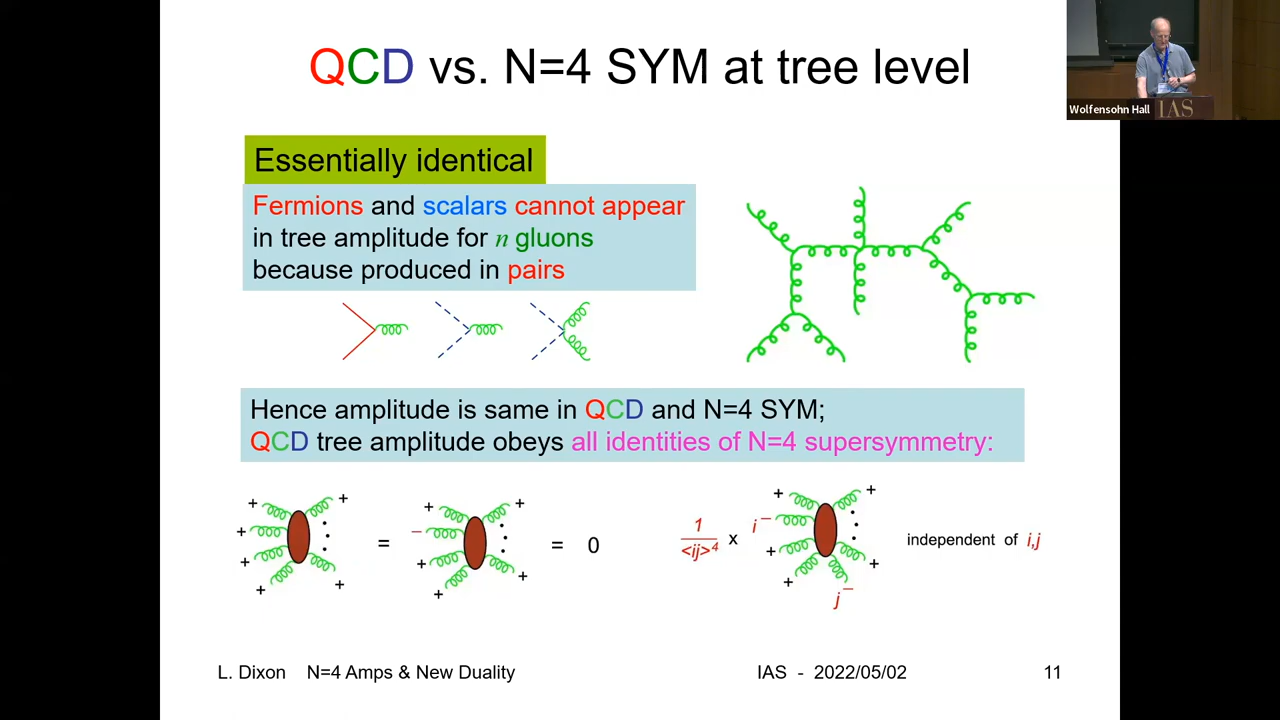 QCD vs. N=4 SYM at tree level
Wolfensohn Hall
IAS
Essentially identical
Fermions and scalars cannot appear
in tree amplitude for n gluons
because produced in pairs
Hence amplitude is same in QCD and N=4 SYM;
QCD tree amplitude obeys all identities of N=4 supersymmetry:
+ + + + + + = + − + + + + = 0
1/<ij>⁴ x + + i⁻ + + + j⁻ independent of i,j
L. Dixon N=4 Amps & New Duality IAS - 2022/05/02 11